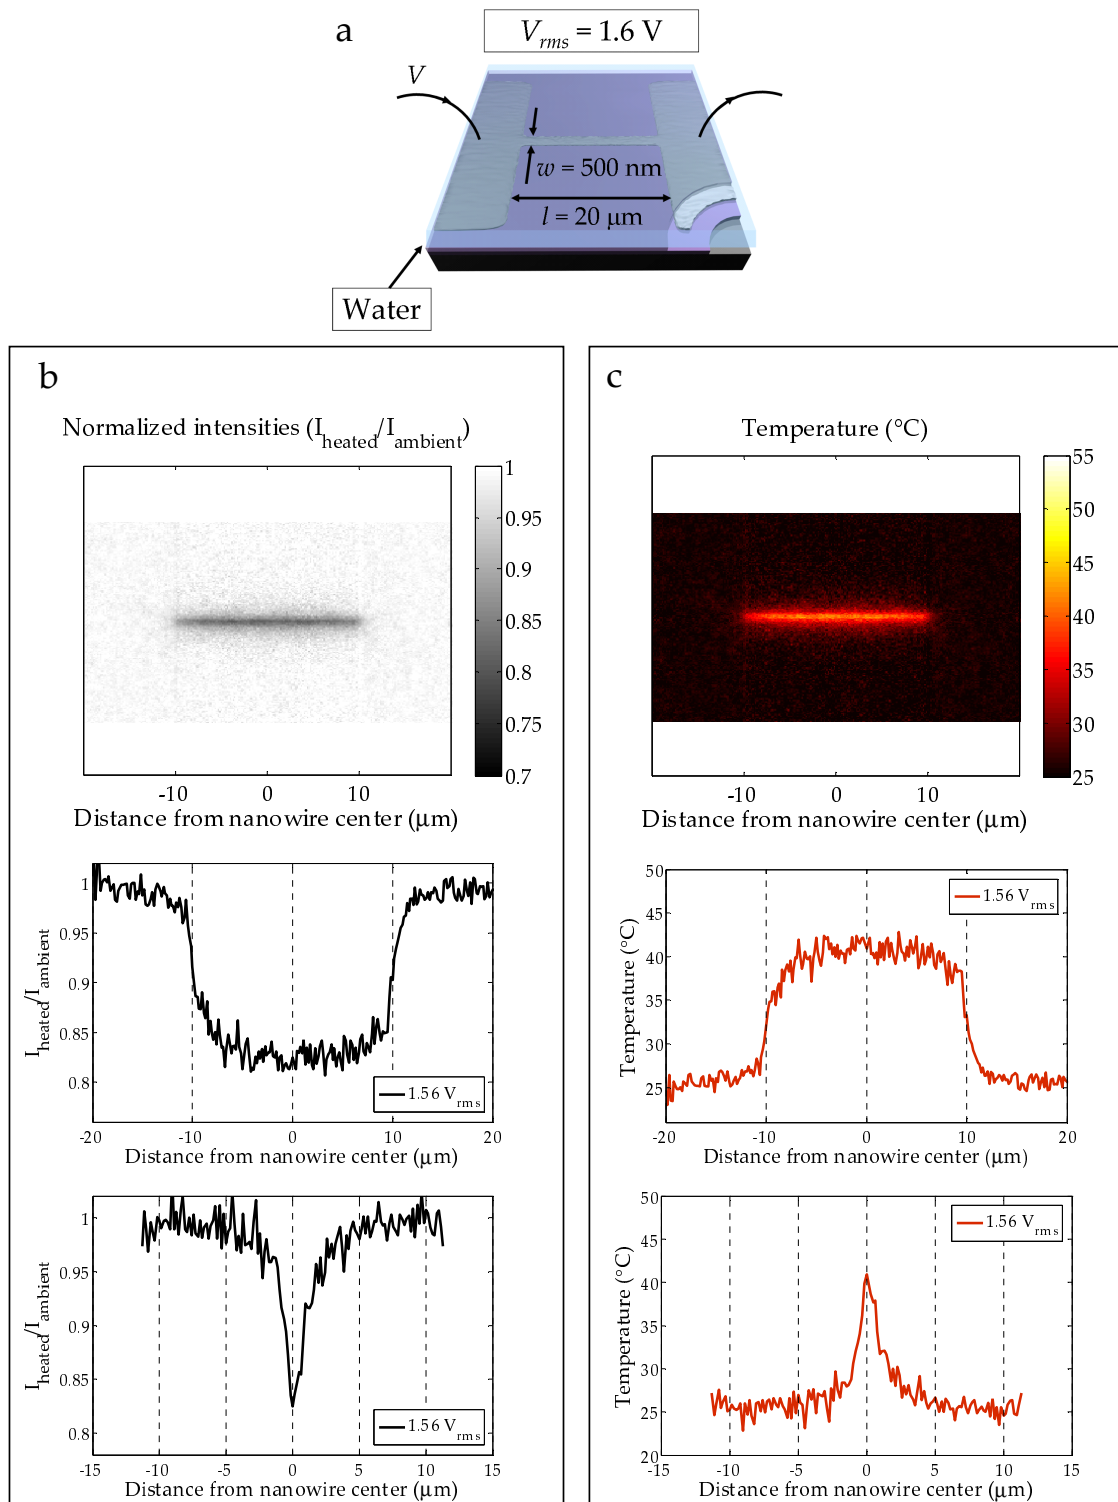 a
V_rms = 1.6 V
V
w = 500 nm
l = 20 μm
Water
b
Normalized intensities (I_heated/I_ambient)
1
0.95
0.9
0.85
0.8
0.75
0.7
-10 0 10
Distance from nanowire center (μm)
I_heated/I_ambient
1
0.95
0.9
0.85
0.8
1.56 V_rms
-20 -10 0 10 20
Distance from nanowire center (μm)
I_heated/I_ambient
1
0.95
0.9
0.85
0.8
1.56 V_rms
-15 -10 -5 0 5 10 15
Distance from nanowire center (μm)
c
Temperature (°C)
55
50
45
40
35
30
25
-10 0 10
Distance from nanowire center (μm)
Temperature (°C)
50
45
40
35
30
25
1.56 V_rms
-20 -10 0 10 20
Distance from nanowire center (μm)
Temperature (°C)
50
45
40
35
30
25
20
1.56 V_rms
-15 -10 -5 0 5 10 15
Distance from nanowire center (μm)